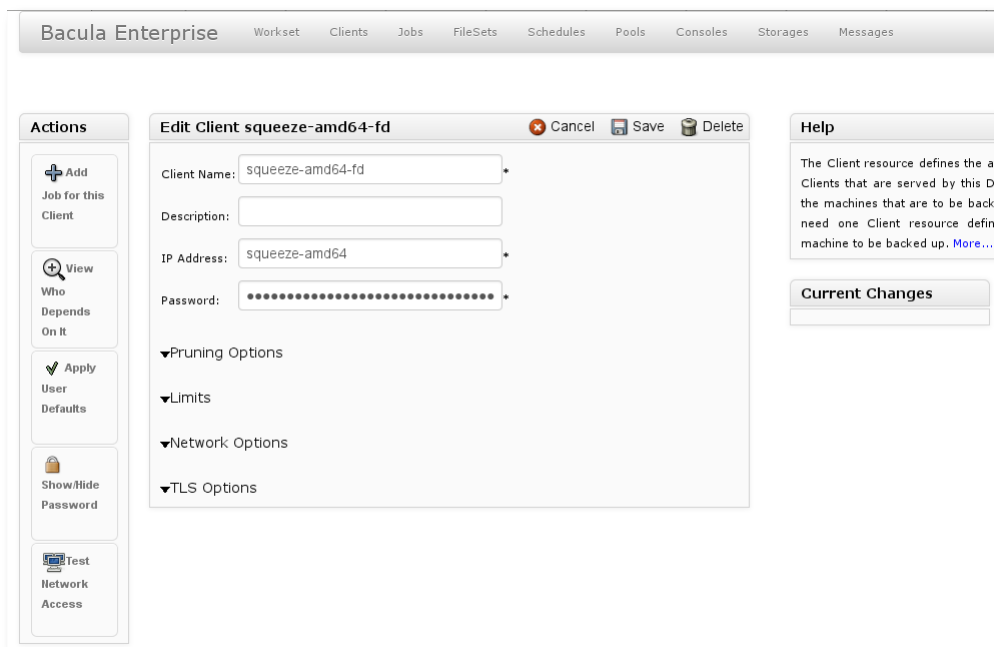 Bacula Enterprise Workset Clients Jobs FileSets Schedules Pools Consoles Storages Messages
Actions
Add
Job for this
Client
View
Who
Depends
On It
Apply
User
Defaults
Show/Hide
Password
Test
Network
Access
Edit Client squeeze-amd64-fd Cancel Save Delete
Client Name: squeeze-amd64-fd *
Description:
IP Address: squeeze-amd64 *
Password: ●●●●●●●●●●●●●●●●●●●●●●●●●●●●●●● *
Pruning Options
Limits
Network Options
TLS Options
Help
The Client resource defines the a
Clients that are served by this D
the machines that are to be back
need one Client resource defin
machine to be backed up. More...
Current Changes